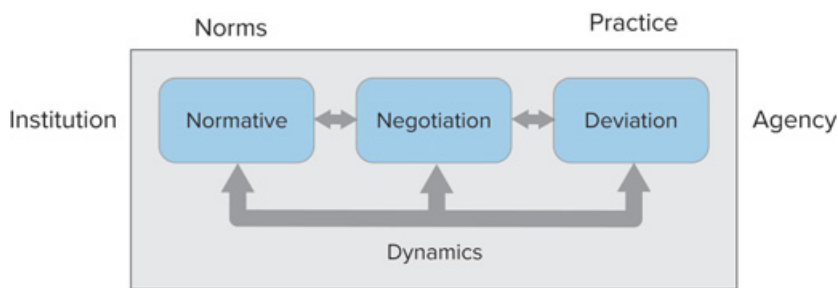 Norms
Practice
Institution
Normative
Negotiation
Deviation
Agency
Dynamics